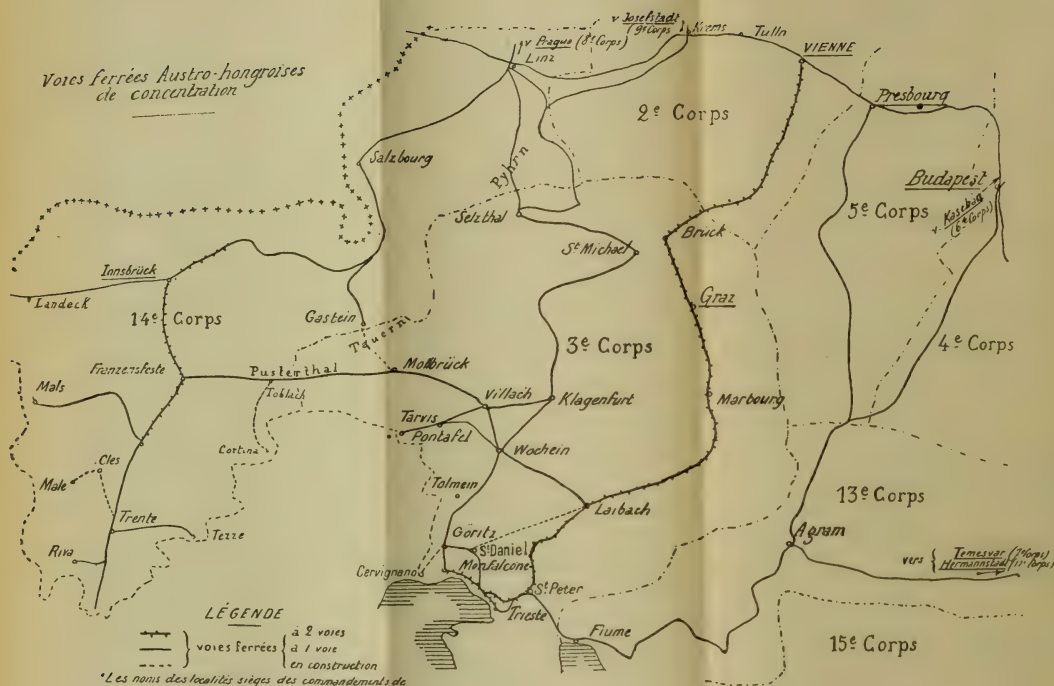 Voies ferrées Austro-hongroises
de concentration
v. Prague (8e Corps)
Linz
v. Josefstadt
(9e Corps)
Krems
Tulln
VIENNE
Presbourg
Budapest
v. Kasebag
(6e Corps)
2e Corps
5e Corps
4e Corps
Salzbourg
Pyhrn
Selzthal
St Michael
Bruck
Graz
Innsbrück
Landeck
14e Corps
Gastein
Tauern
3e Corps
Franzensfeste
Pusterthal
Mollbrück
Toblach
Mals
Villach
Klagenfurt
Marbourg
Tarvis
Pontafel
Cortina
Wochein
Cles
Male
Tolmein
Laibach
13e Corps
Trente
Tezze
Riva
Göritz
St Daniel
Monfalcone
Cervignano
Agram
vers { Temesvar (7e Corps)
Hermannstadt (11e Corps)
St Peter
Trieste
Fiume
15e Corps
LÉGENDE
voies ferrées
à 2 voies
à 1 voie
en construction
*Les noms des localités sièges des commandements de